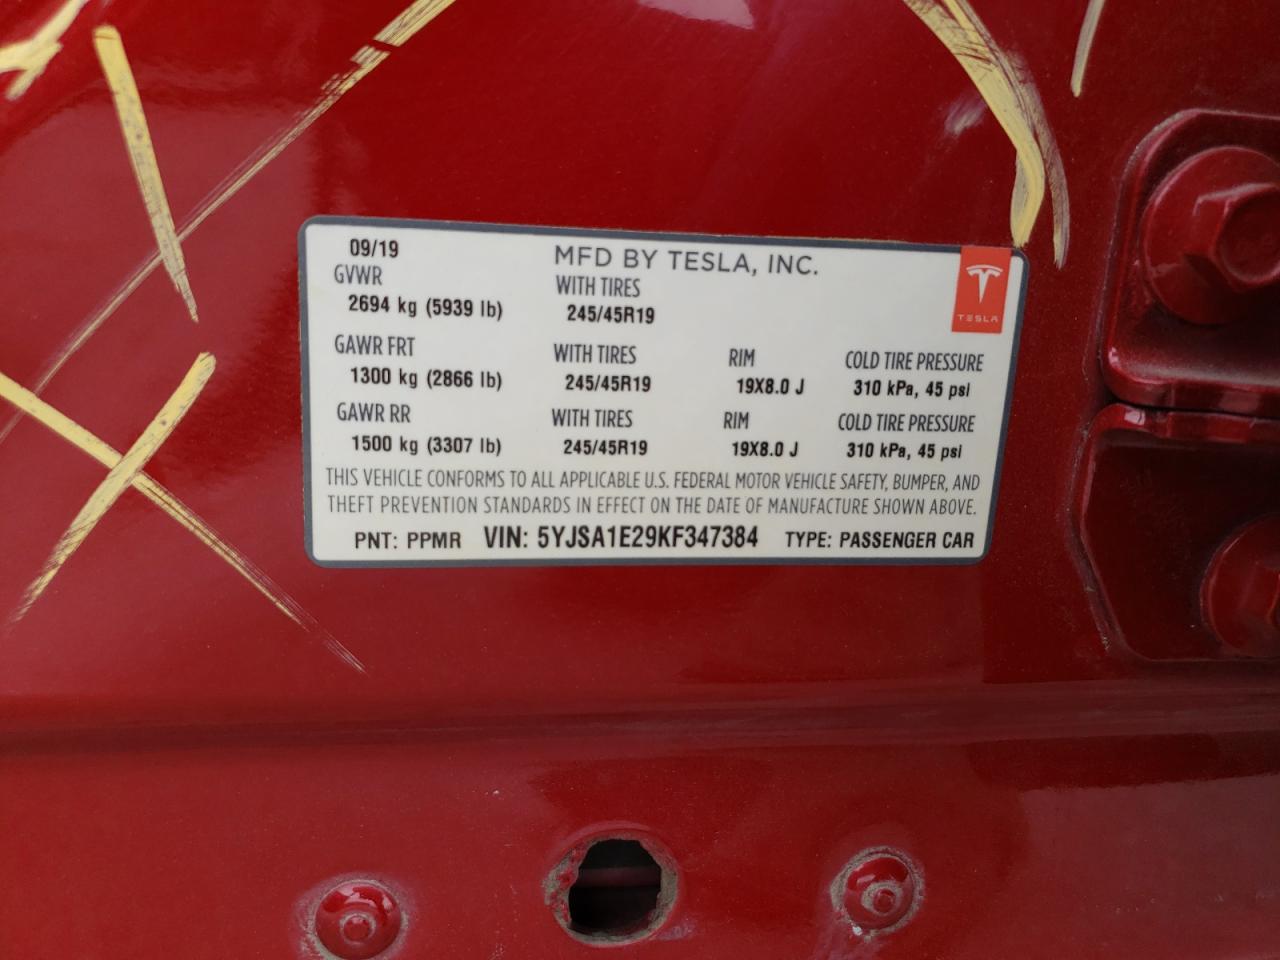 09/19 MFD BY TESLA, INC.
GVWR WITH TIRES
2694 kg (5939 lb) 245/45R19
TESLA
GAWR FRT WITH TIRES RIM COLD TIRE PRESSURE
1300 kg (2866 lb) 245/45R19 19X8.0 J 310 kPa, 45 psi
GAWR RR WITH TIRES RIM COLD TIRE PRESSURE
1500 kg (3307 lb) 245/45R19 19X8.0 J 310 kPa, 45 psi
THIS VEHICLE CONFORMS TO ALL APPLICABLE U.S. FEDERAL MOTOR VEHICLE SAFETY, BUMPER, AND
THEFT PREVENTION STANDARDS IN EFFECT ON THE DATE OF MANUFACTURE SHOWN ABOVE.
PNT: PPMR VIN: 5YJSA1E29KF347384 TYPE: PASSENGER CAR